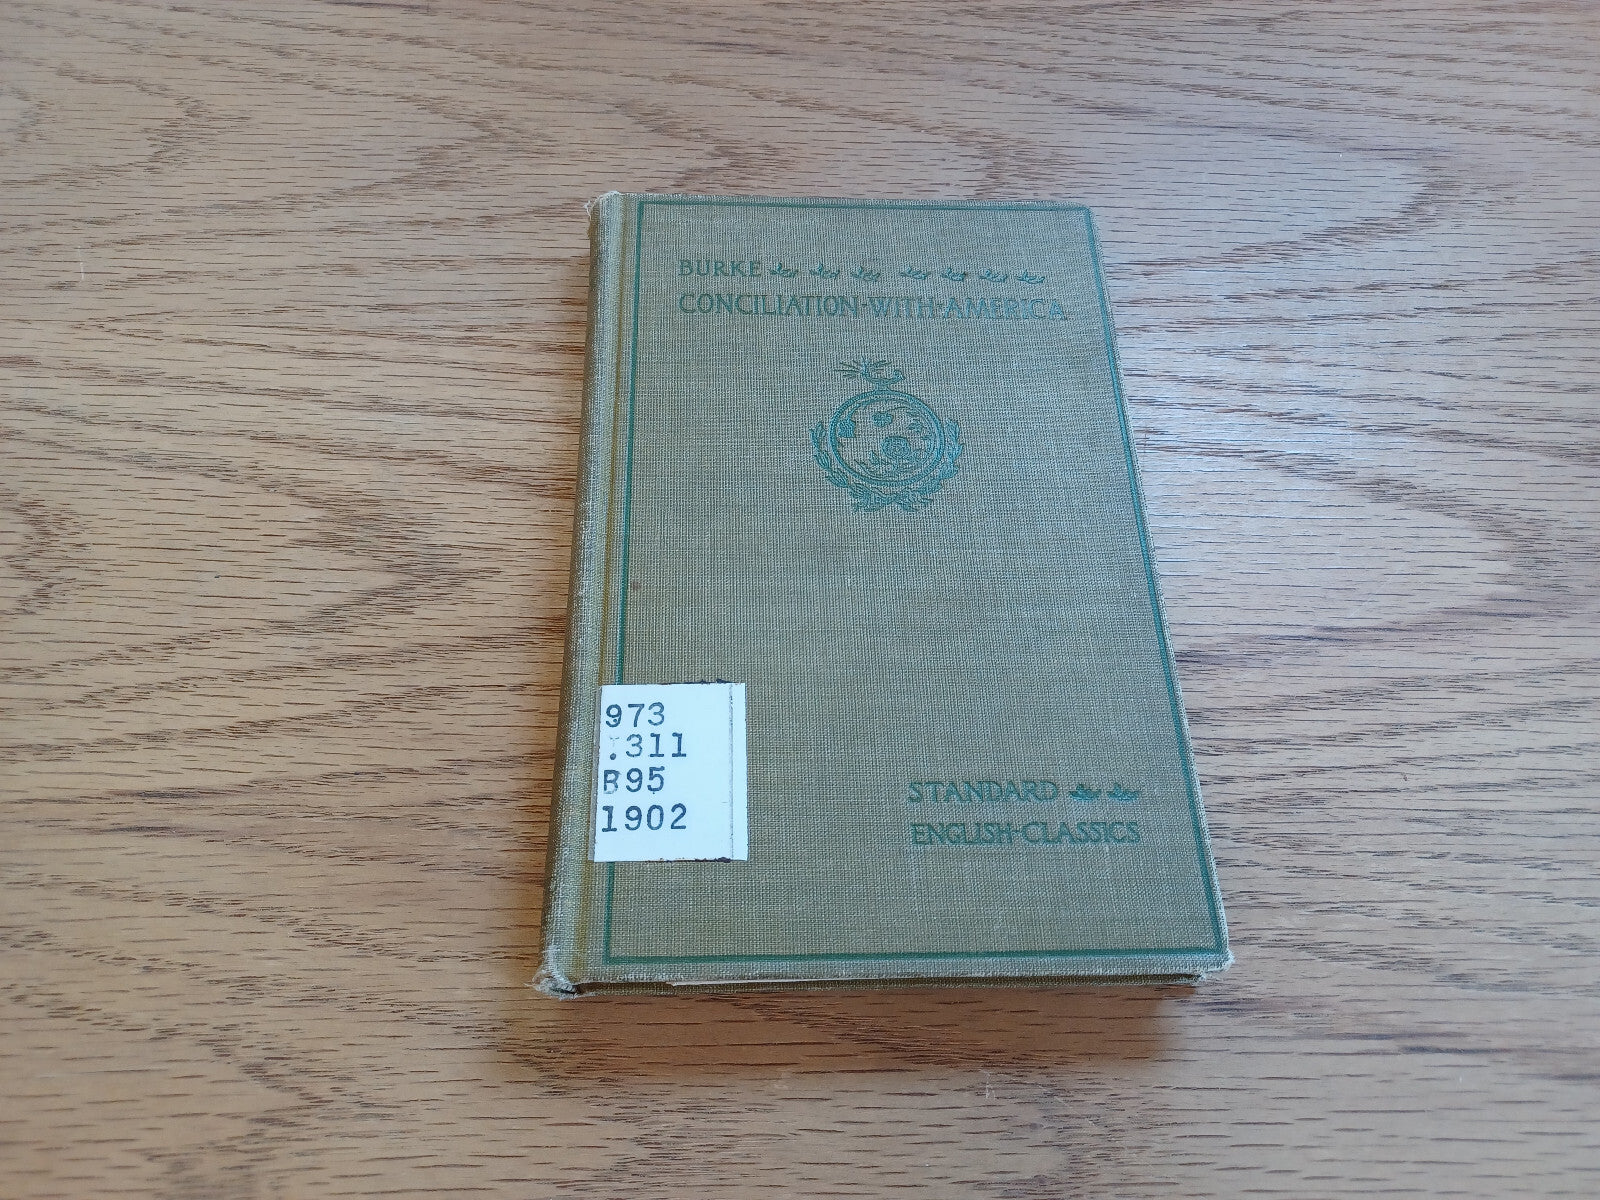 BURKE
CONCILIATION·WITH·AMERICA
973
.311
B95
1902
STANDARD
ENGLISH·CLASSICS